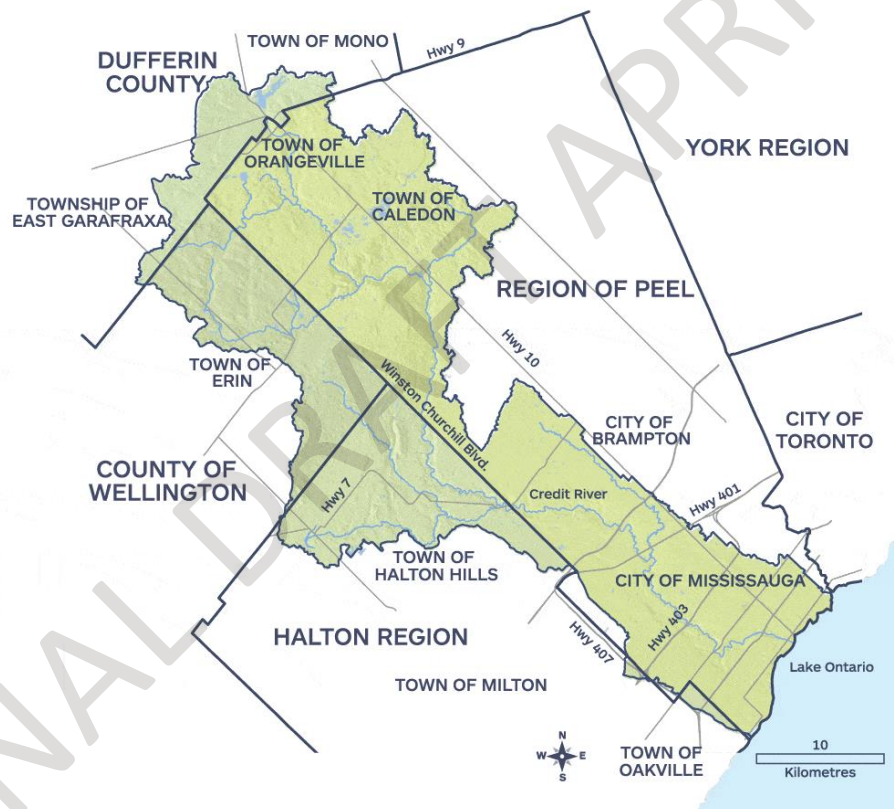 TOWN OF MONO
Hwy 9
DUFFERIN
COUNTY
TOWN OF
ORANGEVILLE
YORK REGION
TOWNSHIP OF
EAST GARAFRAXA
TOWN OF
CALEDON
REGION OF PEEL
Hwy 10
TOWN OF
ERIN
Winston Churchill Blvd.
CITY OF
BRAMPTON
CITY OF
TORONTO
COUNTY OF
WELLINGTON
Hwy 7
Credit River
Hwy 401
TOWN OF
HALTON HILLS
CITY OF MISSISSAUGA
HALTON REGION
Hwy 403
Hwy 407
Lake Ontario
TOWN OF MILTON
N
W E
S
TOWN OF
OAKVILLE
10
Kilometres
NAL DRAFT APR